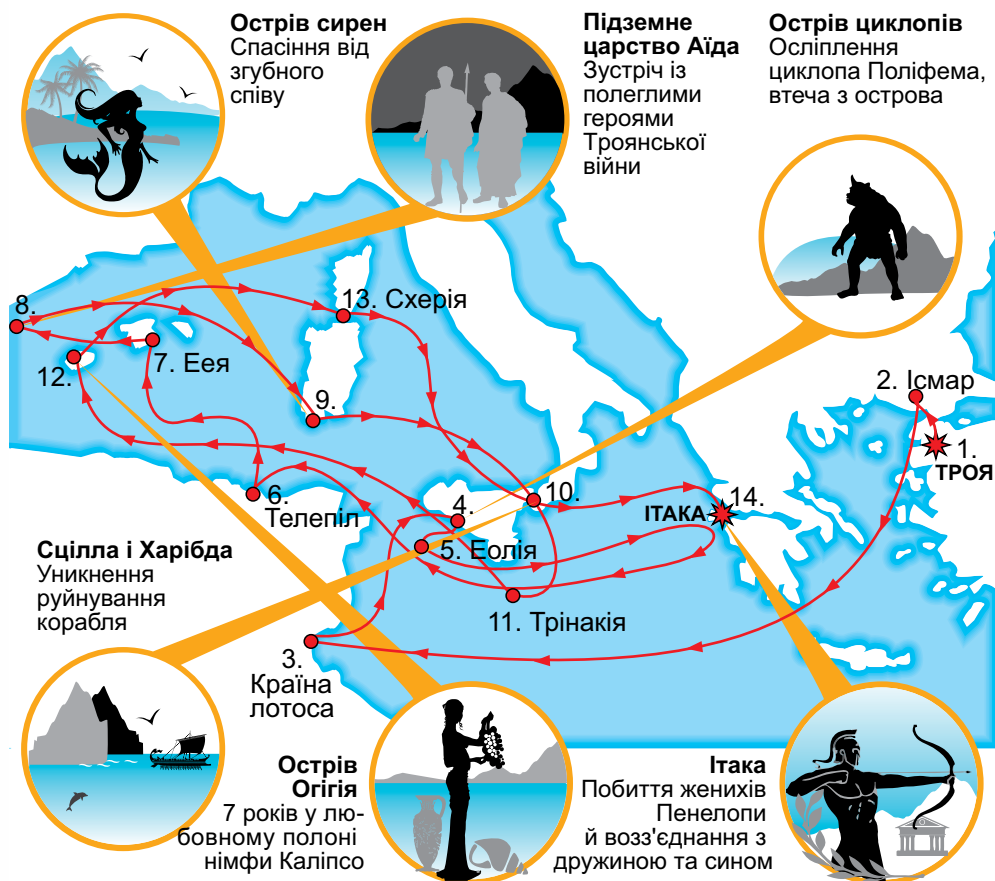 Острів сирен
Спасіння від
згубного
співу
Підземне
царство Аїда
Зустріч із
полеглими
героями
Троянської
війни
Острів циклопів
Осліплення
циклопа Поліфема,
втеча з острова
8.
13. Схерія
12.
7. Еея
2. Ісмар
9.
1.
ТРОЯ
6.
Телепіл
4.
10.
14.
ІТАКА
5. Еолія
Сцілла і Харібда
Уникнення
руйнування
корабля
11. Трінакія
3.
Країна
лотоса
Острів
Огігія
7 років у лю-
бовному полоні
німфи Каліпсо
Ітака
Побиття женихів
Пенелопи
й возз'єднання з
дружиною та сином